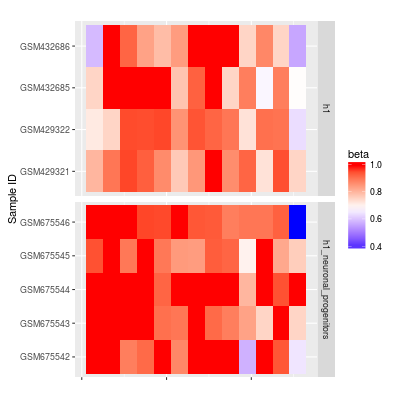 Sample ID
GSM432686
GSM432685
GSM429322
GSM429321
h1
GSM675546
GSM675545
GSM675544
GSM675543
GSM675542
h1_neuronal_progenitors
beta
1.0
0.8
0.6
0.4